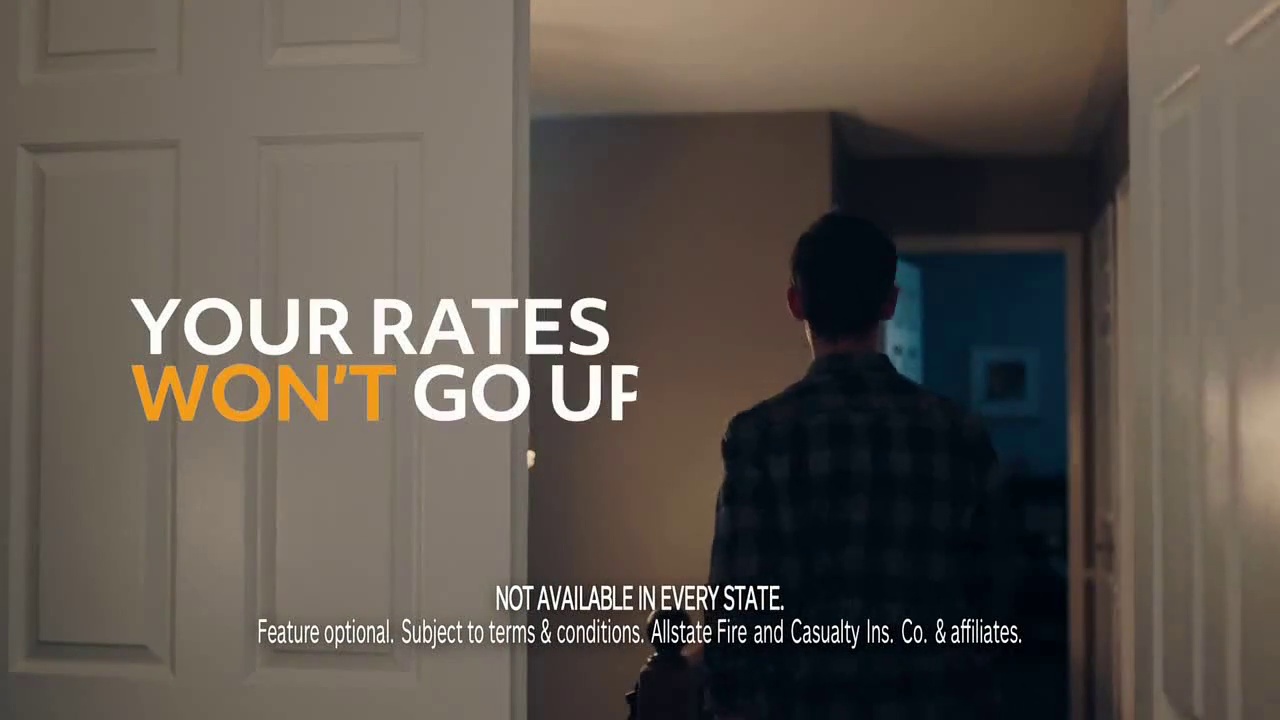 YOUR RATES
WON'T GO UP
NOT AVAILABLE IN EVERY STATE.
Feature optional. Subject to terms & conditions. Allstate Fire and Casualty Ins. Co. & affiliates.